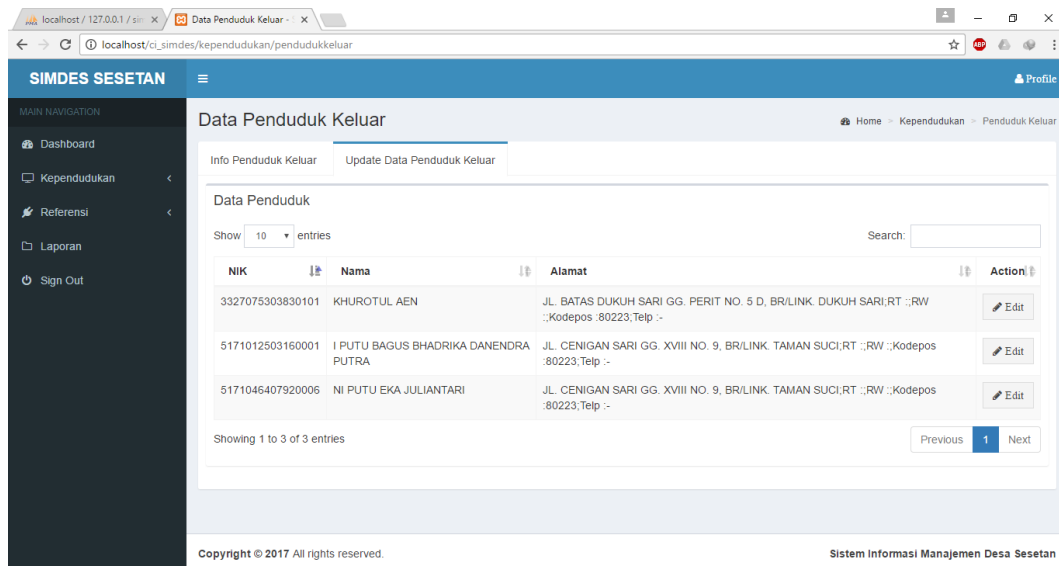 localhost / 127.0.0.1 / sim
Data Penduduk Keluar -
localhost/ci_simdes/kependudukan/pendudukkeluar
ABP
SIMDES SESETAN
Profile
MAIN NAVIGATION
Dashboard
Kependudukan
Referensi
Laporan
Sign Out
Data Penduduk Keluar
Home > Kependudukan > Penduduk Keluar
Info Penduduk Keluar
Update Data Penduduk Keluar
Data Penduduk
Show 10 entries
Search:
NIK Nama Alamat Action
3327075303830101 KHUROTUL AEN JL. BATAS DUKUH SARI GG. PERIT NO. 5 D, BR/LINK. DUKUH SARI;RT :;RW
:;Kodepos :80223;Telp :-
Edit
5171012503160001 I PUTU BAGUS BHADRIKA DANENDRA JL. CENIGAN SARI GG. XVIII NO. 9, BR/LINK. TAMAN SUCI;RT :;RW :;Kodepos
PUTRA :80223;Telp :-
Edit
5171046407920006 NI PUTU EKA JULIANTARI JL. CENIGAN SARI GG. XVIII NO. 9, BR/LINK. TAMAN SUCI;RT :;RW :;Kodepos
:80223;Telp :-
Edit
Showing 1 to 3 of 3 entries
Previous 1 Next
Copyright © 2017 All rights reserved.
Sistem Informasi Manajemen Desa Sesetan